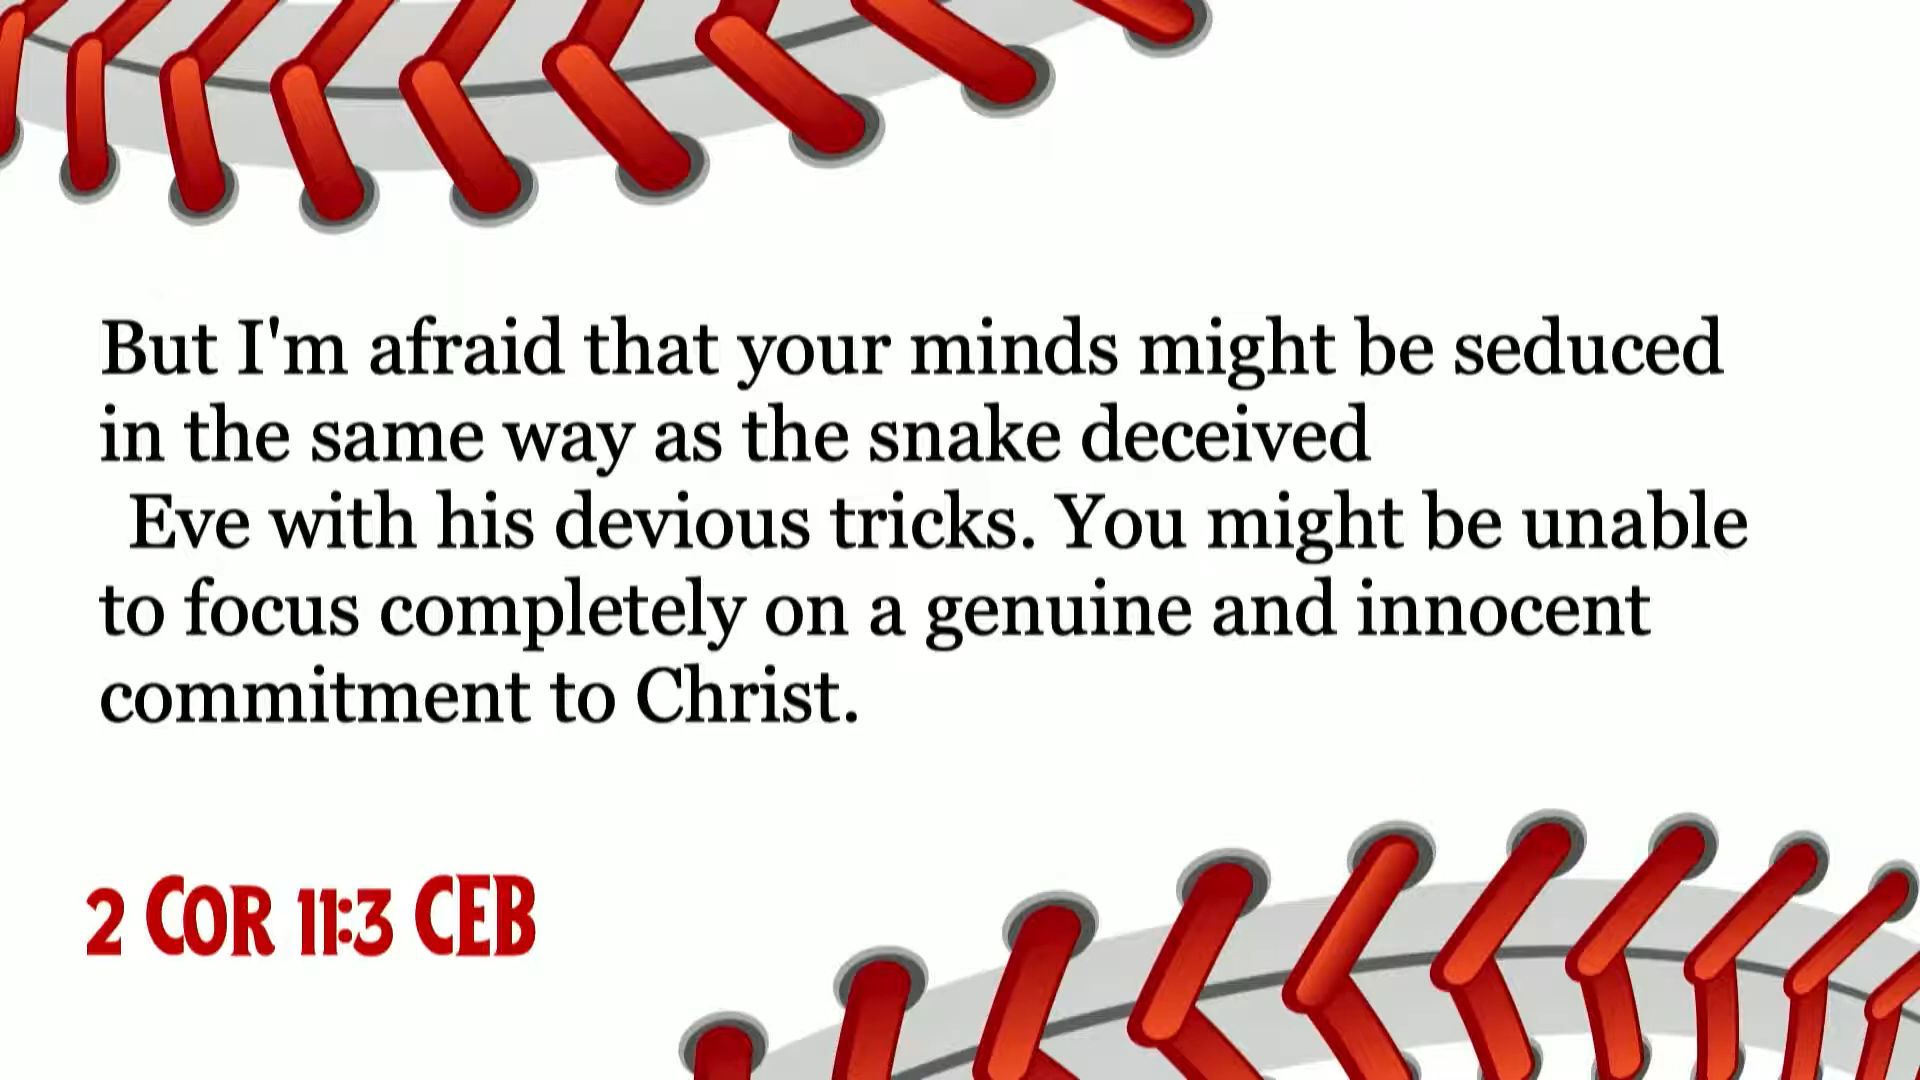 But I'm afraid that your minds might be seduced
in the same way as the snake deceived
Eve with his devious tricks. You might be unable
to focus completely on a genuine and innocent
commitment to Christ.
2 COR 11:3 CEB